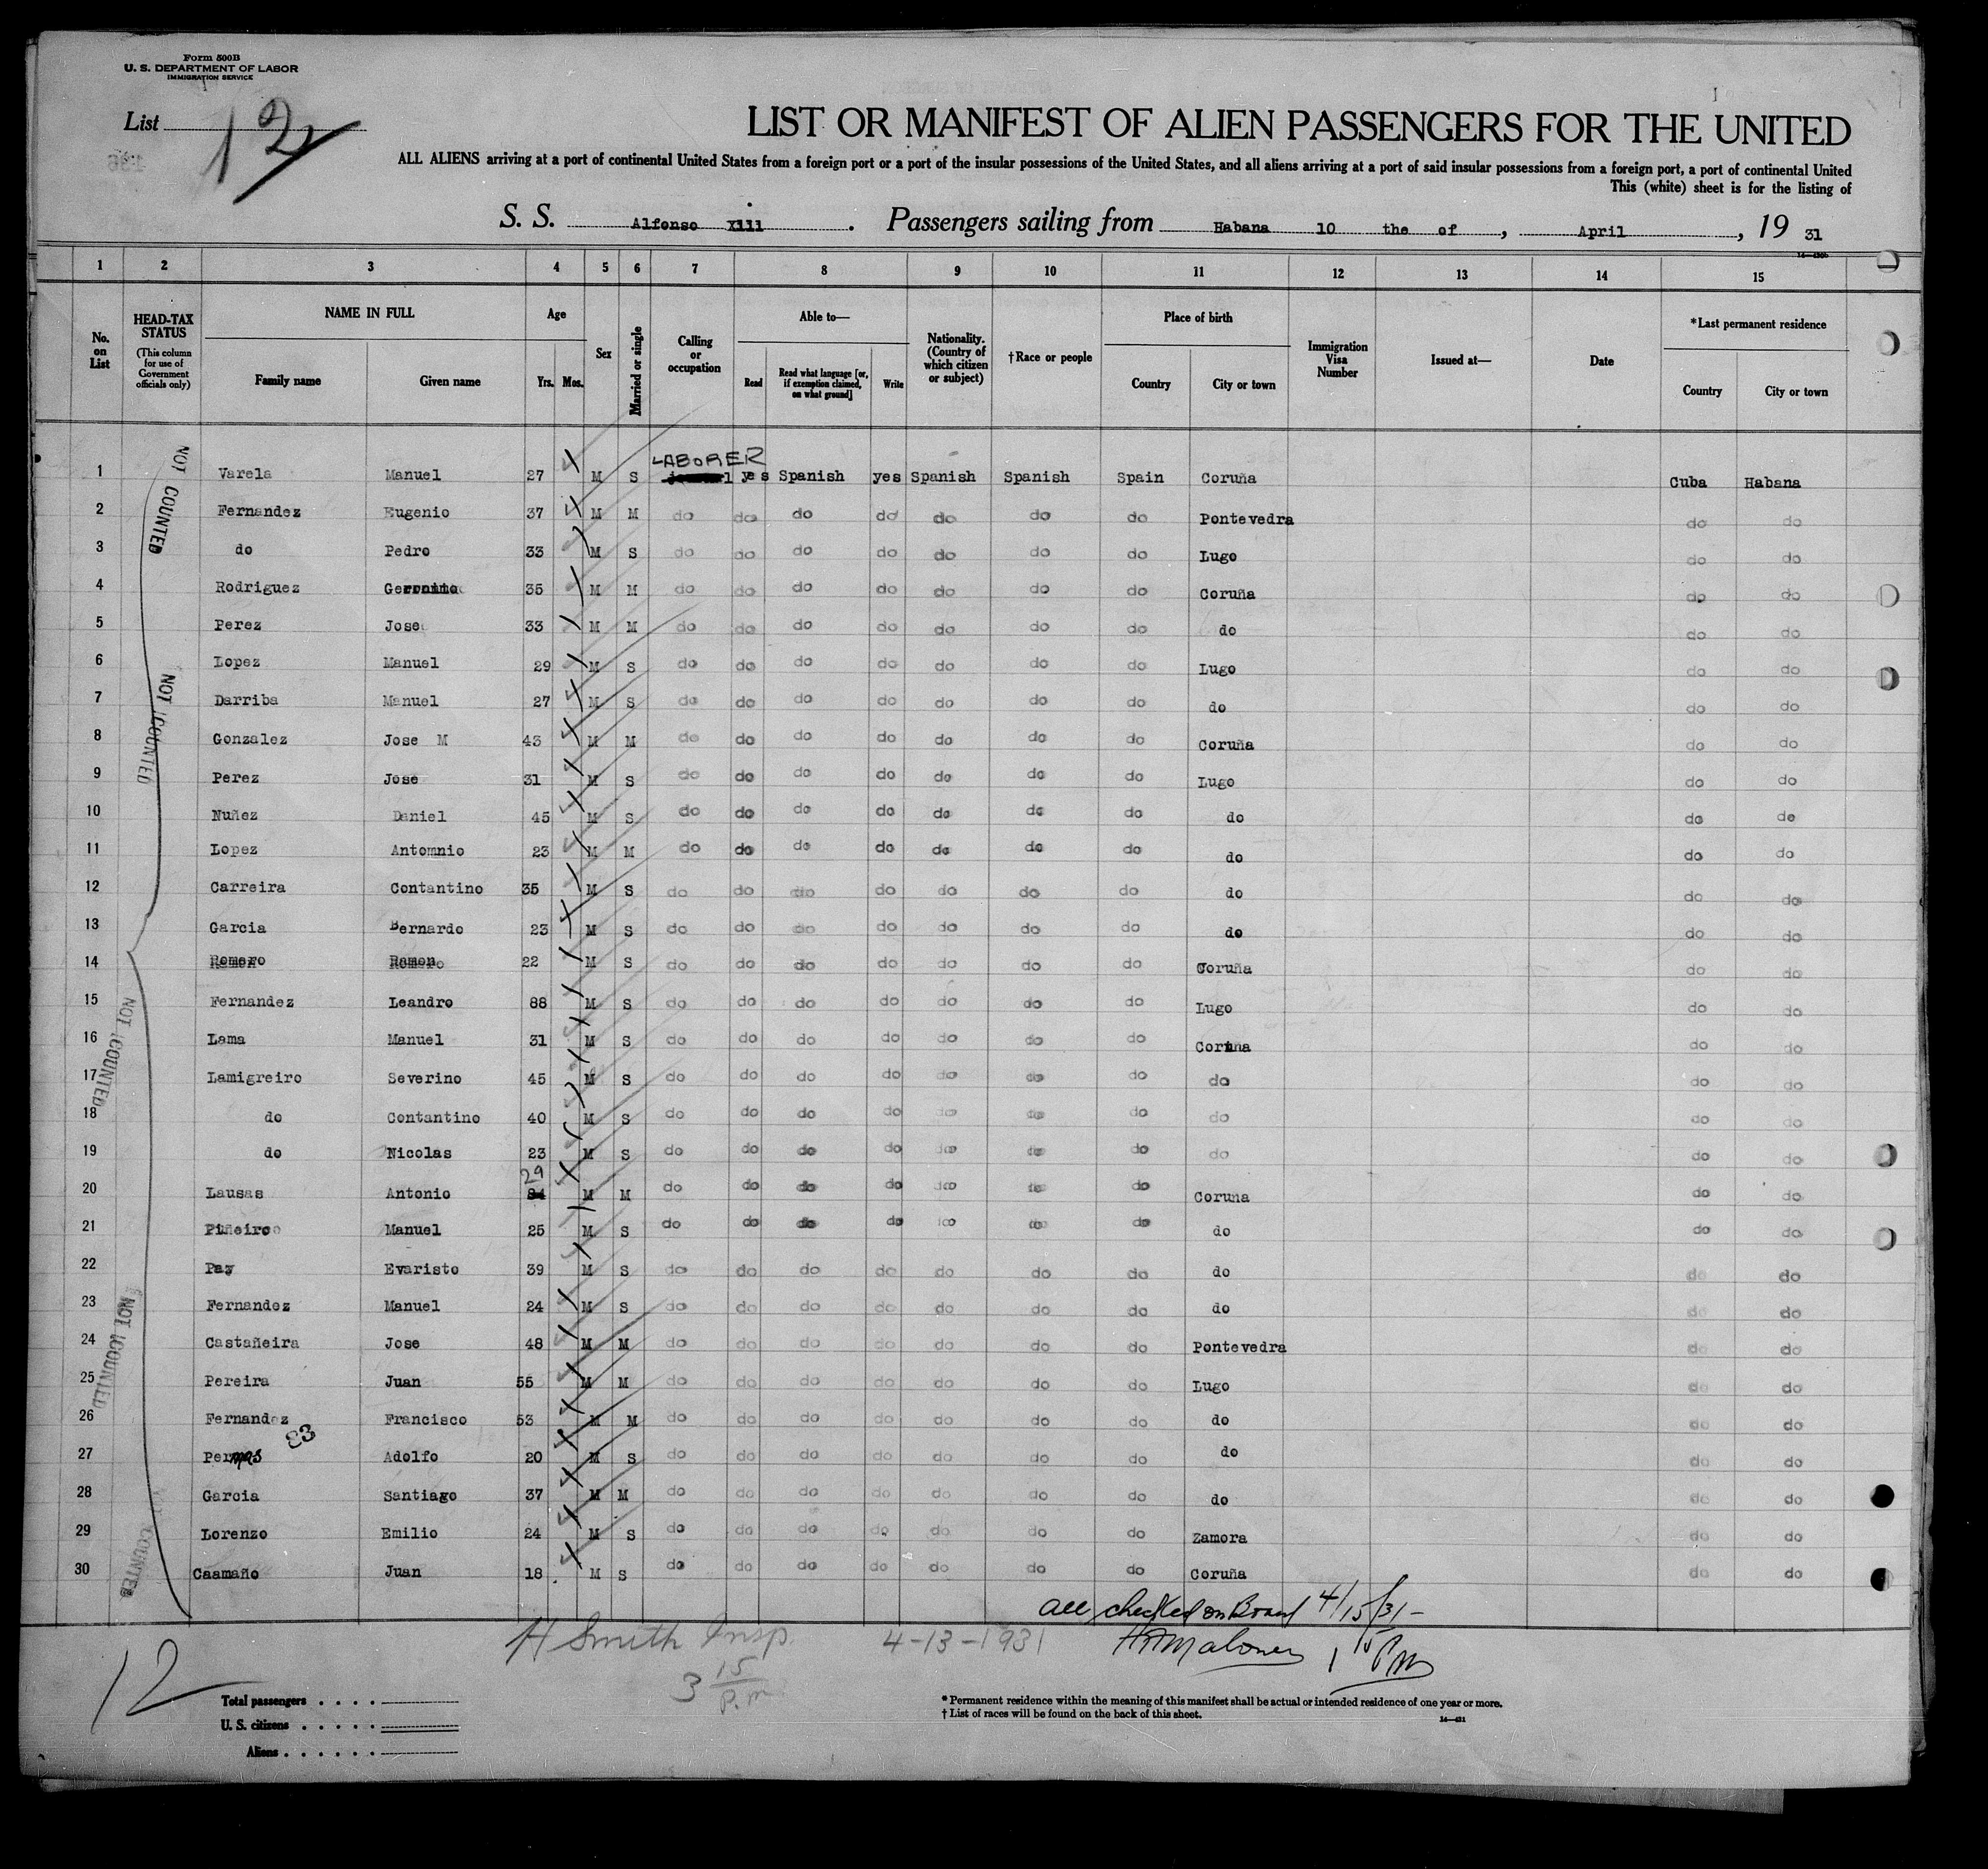 Form 500B
U. S. DEPARTMENT OF LABOR
IMMIGRATION SERVICE
List 12
LIST OR MANIFEST OF ALIEN PASSENGERS FOR THE UNITED
ALL ALIENS arriving at a port of continental United States from a foreign port or a port of the insular possessions of the United States, and all aliens arriving at a port of said insular possessions from a foreign port, a port of continental United
This (white) sheet is for the listing of
S. S. Alfonso xiii . Passengers sailing from Habana 10 the of , April , 19 31
1 2 3 4 5 6 7 8 9 10 11 12 13 14 15
No. on List
HEAD-TAX STATUS (This column for use of Government officials only)
NAME IN FULL Family name Given name
Age Yrs. Mos.
Sex
Married or single
Calling or occupation
Able to— Read Read what language [or, if exemption claimed, on what ground] Write
Nationality. (Country of which citizen or subject)
†Race or people
Place of birth Country City or town
Immigration Visa Number
Issued at—
Date
*Last permanent residence Country City or town
NOT COUNTED
NOT COUNTED
NOT COUNTED
NOT COUNTED
NOT COUNTED
1 Varela Manuel 27 M S LABORER yes Spanish yes Spanish Spanish Spain Coruña Cuba Habana
2 Fernandez Eugenio 37 M M do do do do do do do Pontevedra do do
3 do Pedro 33 M S do do do do do do do Lugo do do
4 Rodriguez 35 M M do do do do do do do Coruña do do
5 Perez Jose 33 M M do do do do do do do do do do
6 Lopez Manuel 29 M S do do do do do do do Lugo do do
7 Darriba Manuel 27 M S do do do do do do do do do do
8 Gonzalez Jose M 43 M M do do do do do do do Coruña do do
9 Perez Jose 31 M S do do do do do do do Lugo do do
10 Nuñez Daniel 45 M S do do do do do do do do do do
11 Lopez Antomnio 23 M M do do do do do do do do do do
12 Carreira Contantino 35 M S do do do do do do do do do do
13 Garcia Bernardo 23 M S do do do do do do do do do do
14 Romero Ramon 22 M S do do do do do do do Coruña do do
15 Fernandez Leandro 88 M S do do do do do do do Lugo do do
16 Lama Manuel 31 M S do do do do do do do Coruña do do
17 Lamigreiro Severino 45 M S do do do do do do do do do do
18 do Contantino 40 M S do do do do do do do do do do
19 do Nicolas 23 M S do do do do do do do do do do
20 Lausas Antonio 29 M M do do do do do do do Coruna do do
21 Piñeiro Manuel 25 M S do do do do do do do do do do
22 Paz Evaristo 39 M S do do do do do do do do do do
23 Fernandez Manuel 24 M S do do do do do do do do do do
24 Castañeira Jose 48 M M do do do do do do do Pontevedra do do
25 Pereira Juan 55 M M do do do do do do do Lugo do do
26 Fernandez Francisco 53 M M do do do do do do do do do do
83
27 Adolfo 20 M S do do do do do do do do do do
28 Garcia Santiago 37 M M do do do do do do do do do do
29 Lorenzo Emilio 24 M S do do do do do do do Zamora do do
30 Caamaño Juan 18 M S do do do do do do do Coruña do do
all checked on Board 4/15/31 -
H Smith Insp. 4-13-1931 Maloney 1 15 PM
3 15 P.m
12
Total passengers . . . .
U. S. citizens . . . . .
Aliens . . . . . .
* Permanent residence within the meaning of this manifest shall be actual or intended residence of one year or more.
† List of races will be found on the back of this sheet.